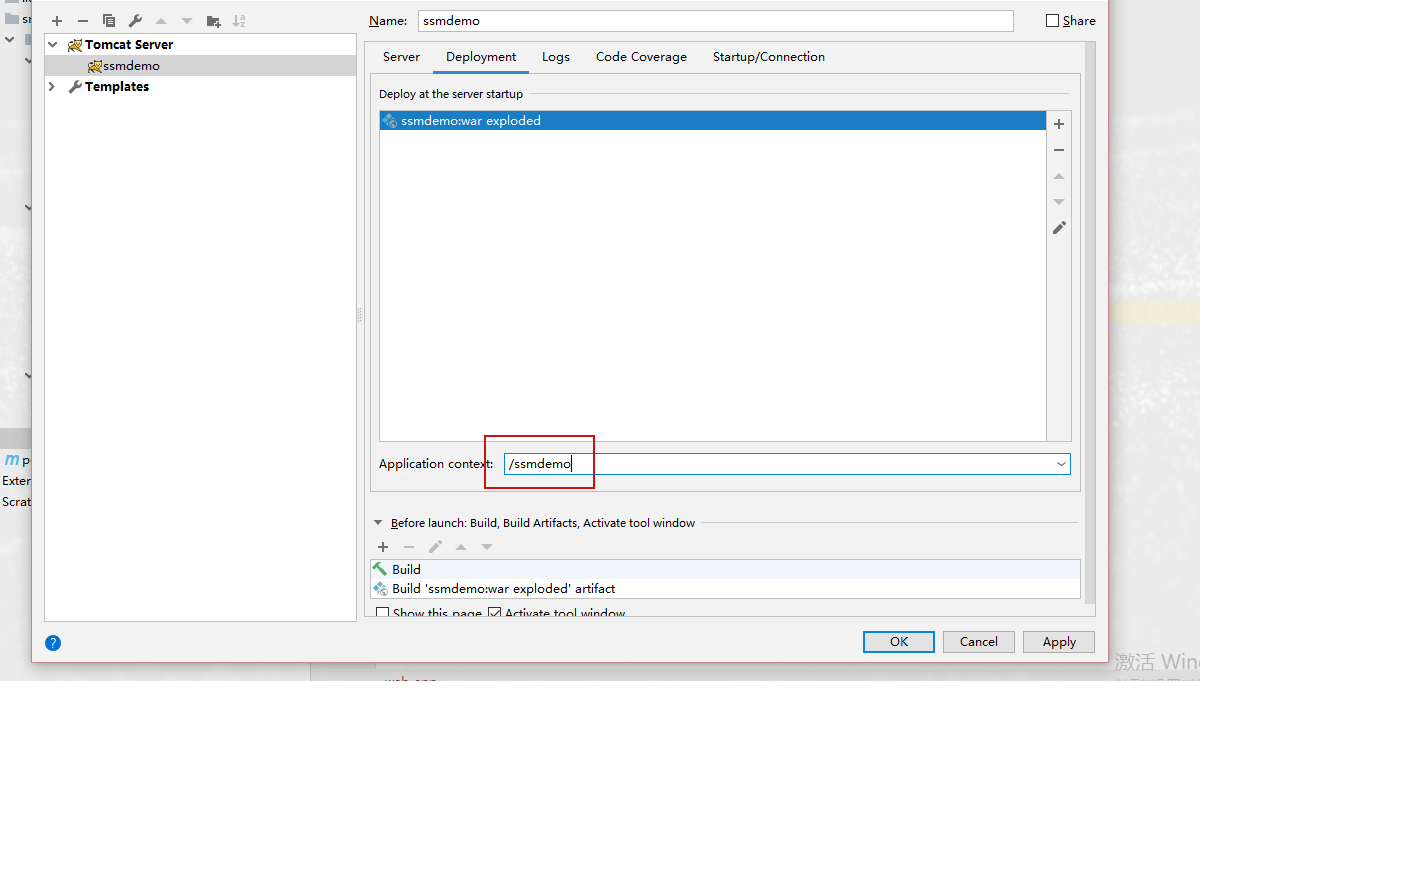 Name: ssmdemo Share
Tomcat Server
ssmdemo
Templates
Server Deployment Logs Code Coverage Startup/Connection
Deploy at the server startup
ssmdemo:war exploded
Application context: /ssmdemo
Before launch: Build, Build Artifacts, Activate tool window
Build
Build 'ssmdemo:war exploded' artifact
Show this page Activate tool window
? OK Cancel Apply
Exter
Scrat
激活 Win